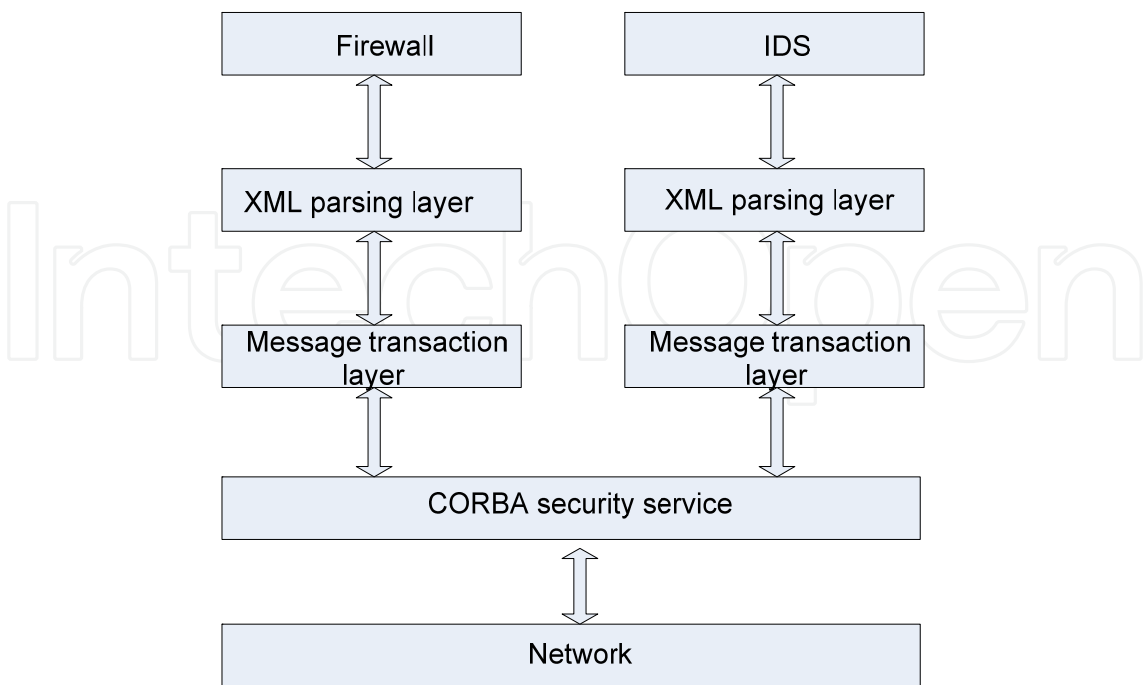 Firewall
IDS
XML parsing layer
XML parsing layer
Message transaction
layer
Message transaction
layer
CORBA security service
Network
IntechOpen